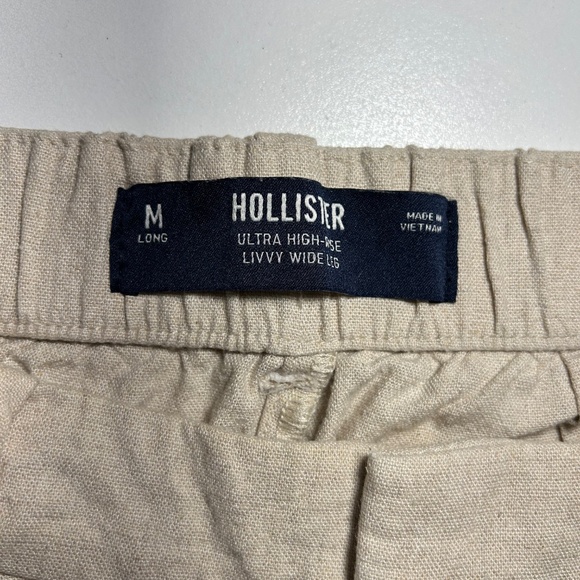 M
LONG
HOLLISTER
ULTRA HIGH-RISE
LIVVY WIDE LEG
MADE IN
VIETNAM